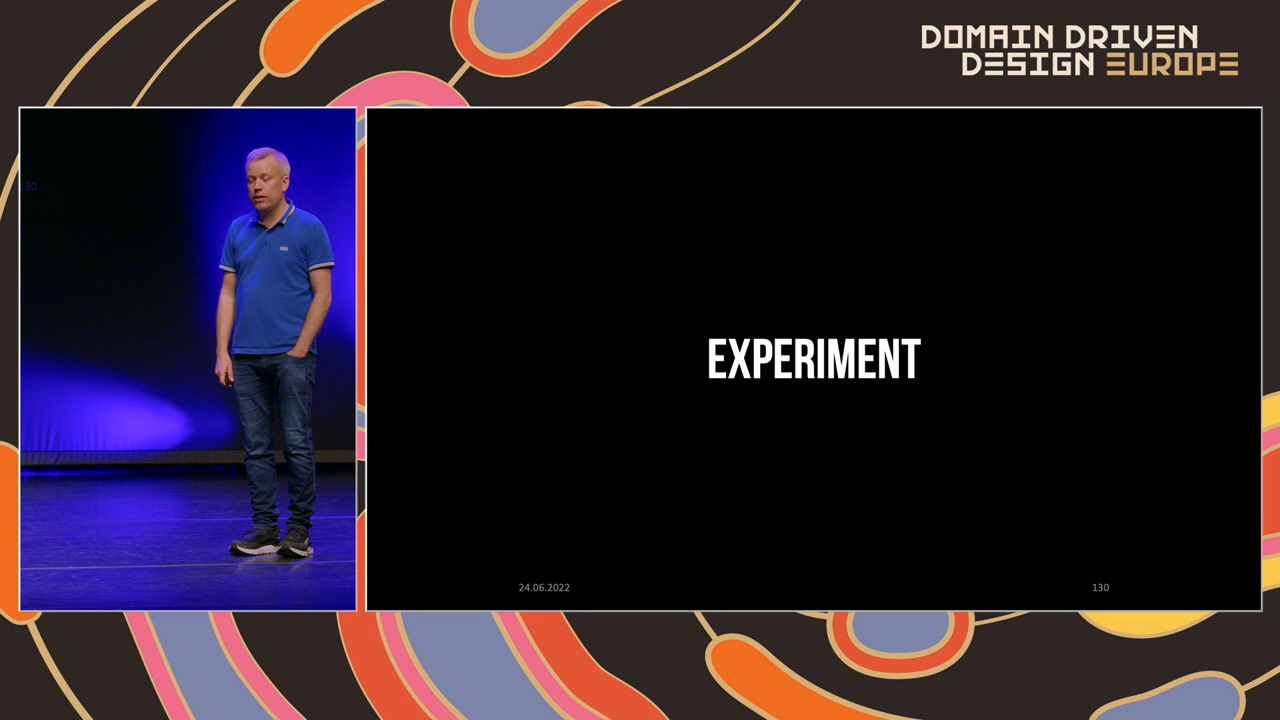 DOMAIN DRIVEN
DESIGN EUROPE
EXPERIMENT
24.06.2022
130